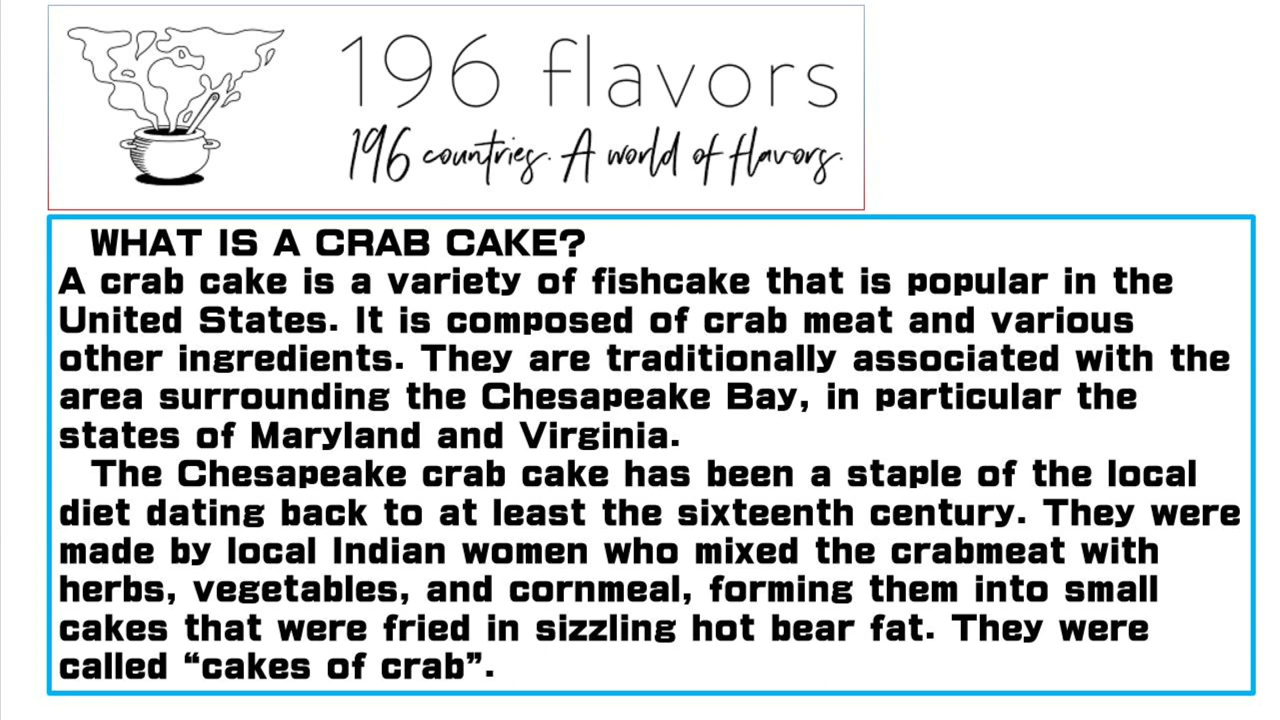 196 flavors
196 countries. A world of flavors.
WHAT IS A CRAB CAKE?
A crab cake is a variety of fishcake that is popular in the
United States. It is composed of crab meat and various
other ingredients. They are traditionally associated with the
area surrounding the Chesapeake Bay, in particular the
states of Maryland and Virginia.
The Chesapeake crab cake has been a staple of the local
diet dating back to at least the sixteenth century. They were
made by local Indian women who mixed the crabmeat with
herbs, vegetables, and cornmeal, forming them into small
cakes that were fried in sizzling hot bear fat. They were
called “cakes of crab”.